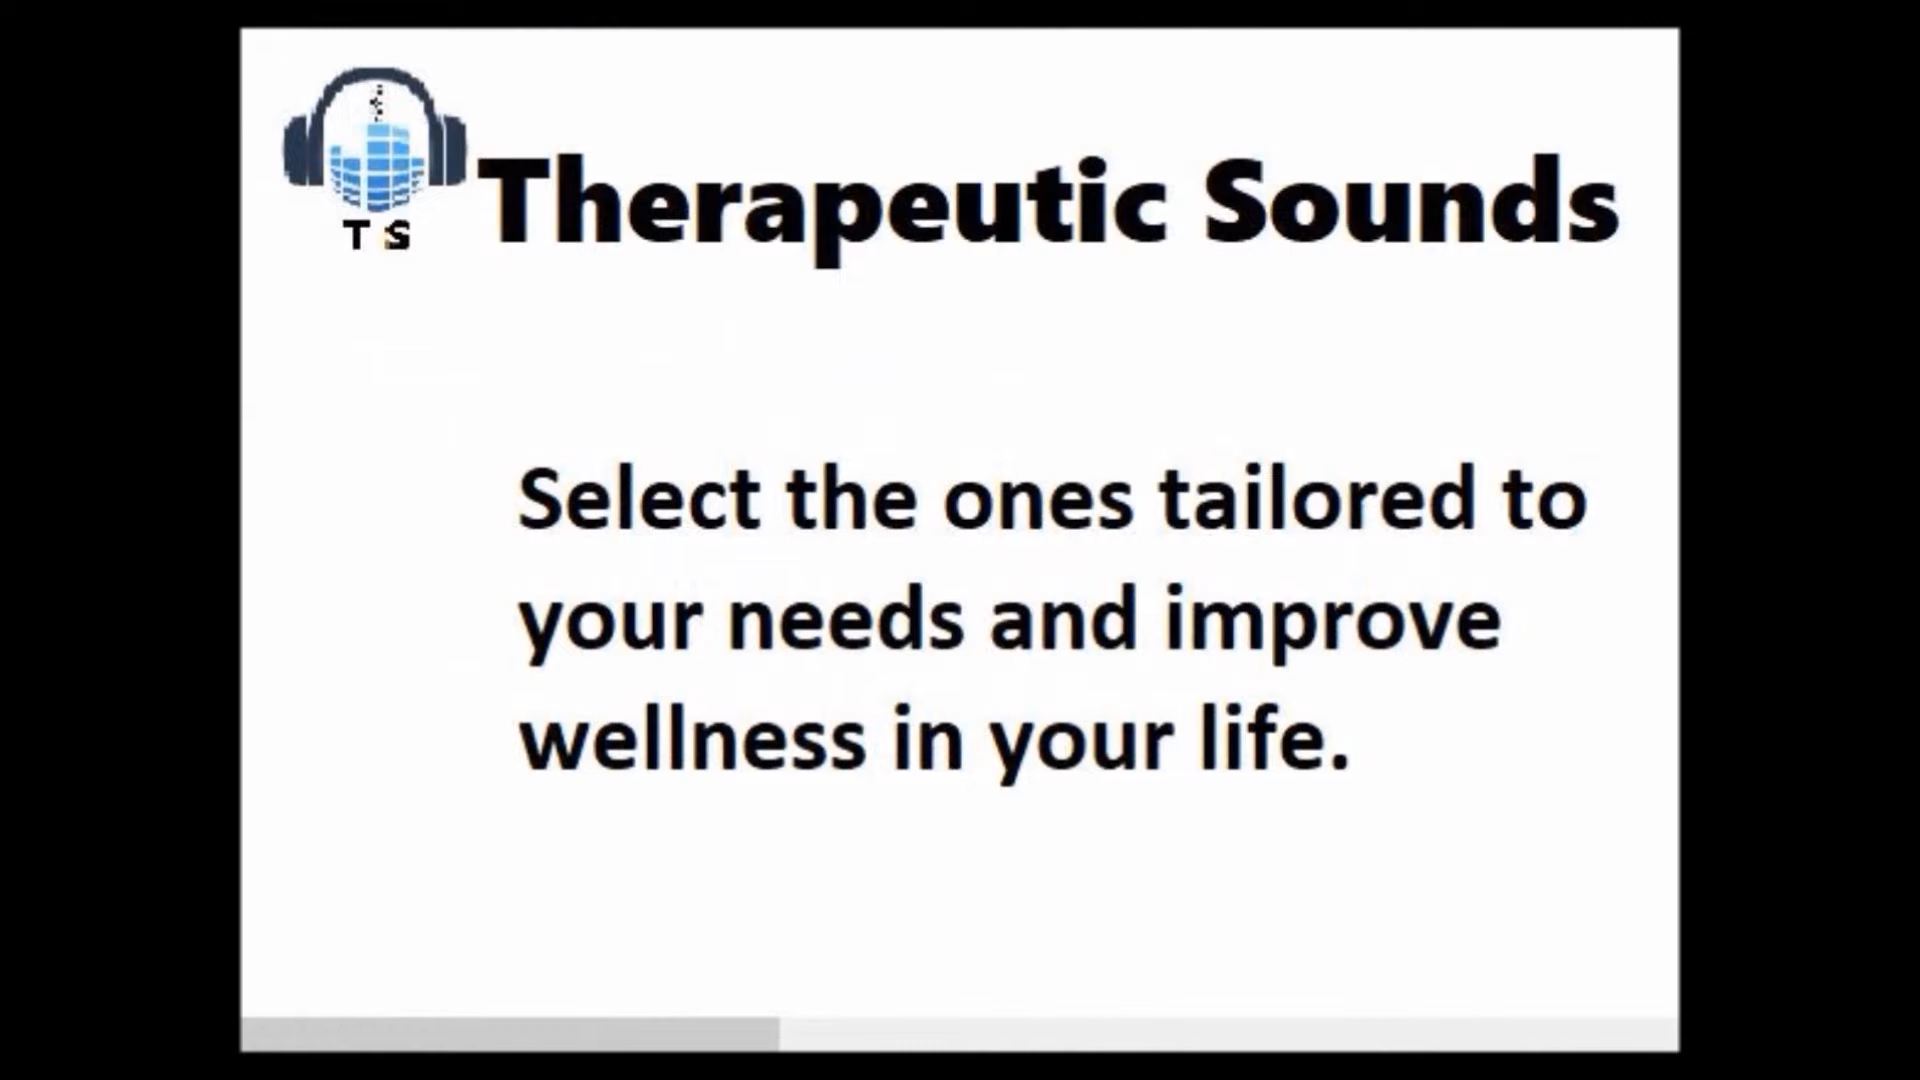 T S
Therapeutic Sounds
Select the ones tailored to
your needs and improve
wellness in your life.